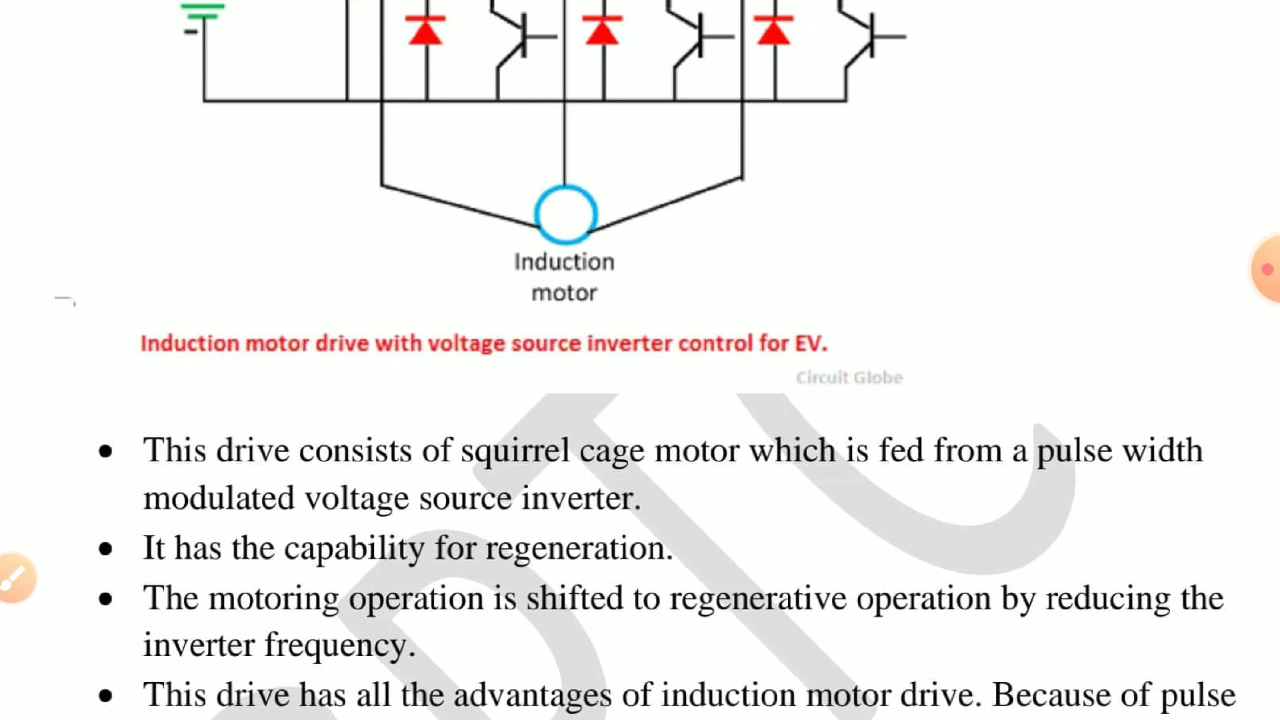 Induction
motor
Induction motor drive with voltage source inverter control for EV.
Circuit Globe
• This drive consists of squirrel cage motor which is fed from a pulse width
modulated voltage source inverter.
• It has the capability for regeneration.
• The motoring operation is shifted to regenerative operation by reducing the
inverter frequency.
• This drive has all the advantages of induction motor drive. Because of pulse